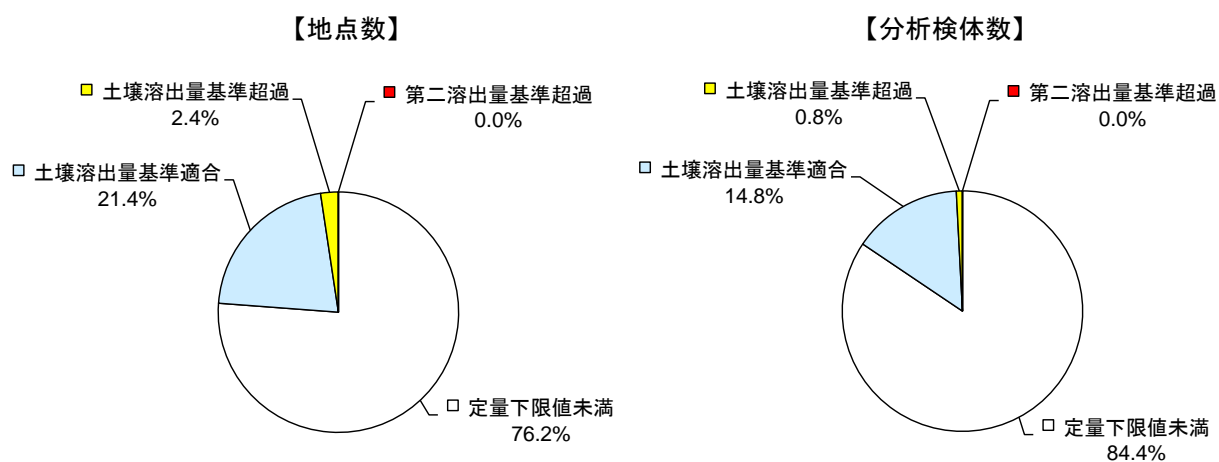 【地点数】
土壌溶出量基準超過
2.4%
第二溶出量基準超過
0.0%
土壌溶出量基準適合
21.4%
定量下限値未満
76.2%
【分析検体数】
土壌溶出量基準超過
0.8%
第二溶出量基準超過
0.0%
土壌溶出量基準適合
14.8%
定量下限値未満
84.4%